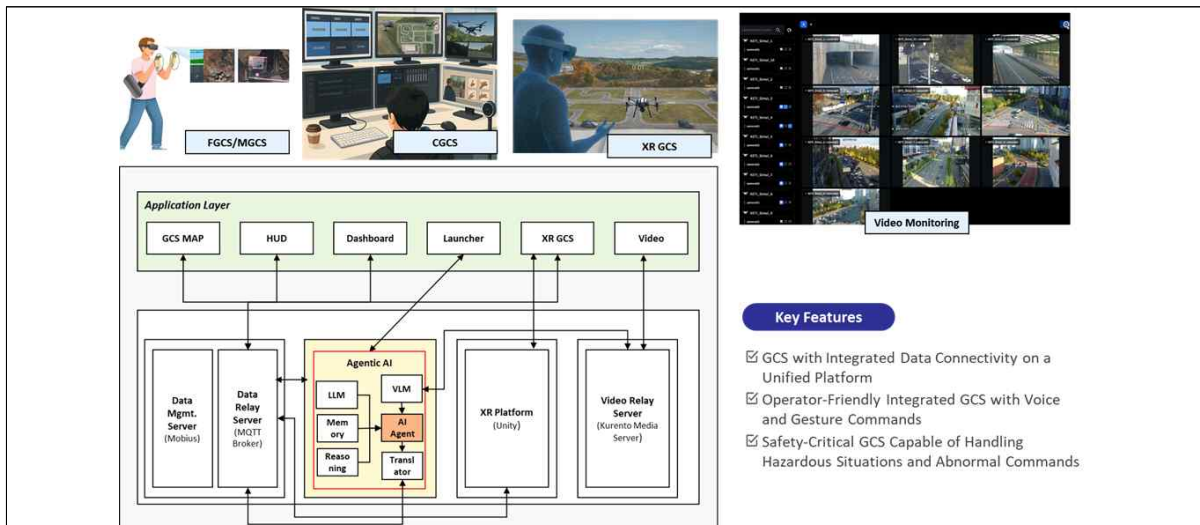 FGCS/MGCS
CGCS
XR GCS
Video Monitoring
Application Layer
GCS MAP
HUD
Dashboard
Launcher
XR GCS
Video
Data
Mgmt.
Server
(Mobius)
Data
Relay
Server
(MQTT
Broker)
Agentic AI
LLM
Mem
ory
Reaso
ning
VLM
AI
Agent
Transl
ator
XR Platform
(Unity)
Video Relay
Server
(Kurento Media
Server)
Key Features
GCS with Integrated Data Connectivity on a
Unified Platform
Operator-Friendly Integrated GCS with Voice
and Gesture Commands
Safety-Critical GCS Capable of Handling
Hazardous Situations and Abnormal Commands